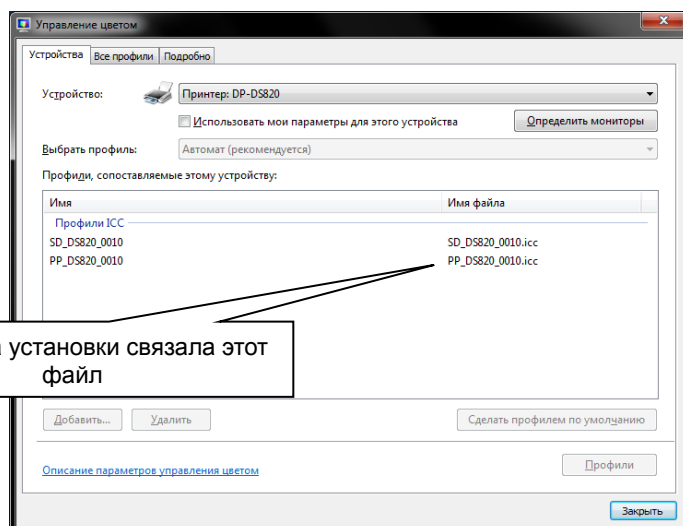 Управление цветом
Устройства Все профили Подробно
Устройство: Принтер: DP-DS820
Использовать мои параметры для этого устройства Определить мониторы
Выбрать профиль: Автомат (рекомендуется)
Профили, сопоставляемые этому устройству:
Имя Имя файла
Профили ICC
SD_DS820_0010 SD_DS820_0010.icc
PP_DS820_0010 PP_DS820_0010.icc
установки связала этот
файл
Добавить... Удалить Сделать профилем по умолчанию
Описание параметров управления цветом Профили
Закрыть